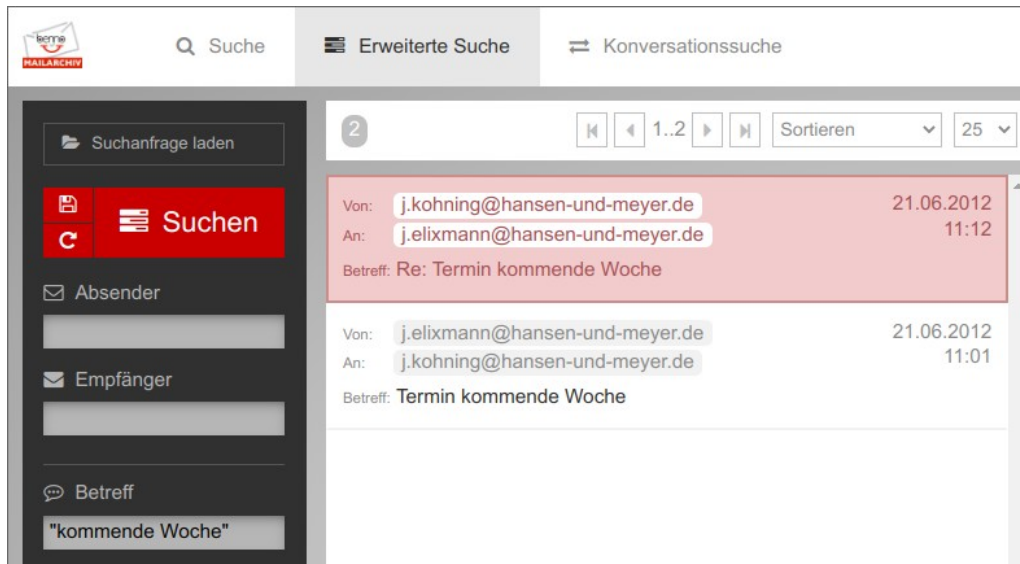 benno
MAILARCHIV
Suche
Erweiterte Suche
Konversationssuche
Suchanfrage laden
2
1..2
Sortieren
25
Suchen
Von: j.kohning@hansen-und-meyer.de 21.06.2012
An: j.elixmann@hansen-und-meyer.de 11:12
Betreff: Re: Termin kommende Woche
Absender
Von: j.elixmann@hansen-und-meyer.de 21.06.2012
An: j.kohning@hansen-und-meyer.de 11:01
Betreff: Termin kommende Woche
Empfänger
Betreff
"kommende Woche"